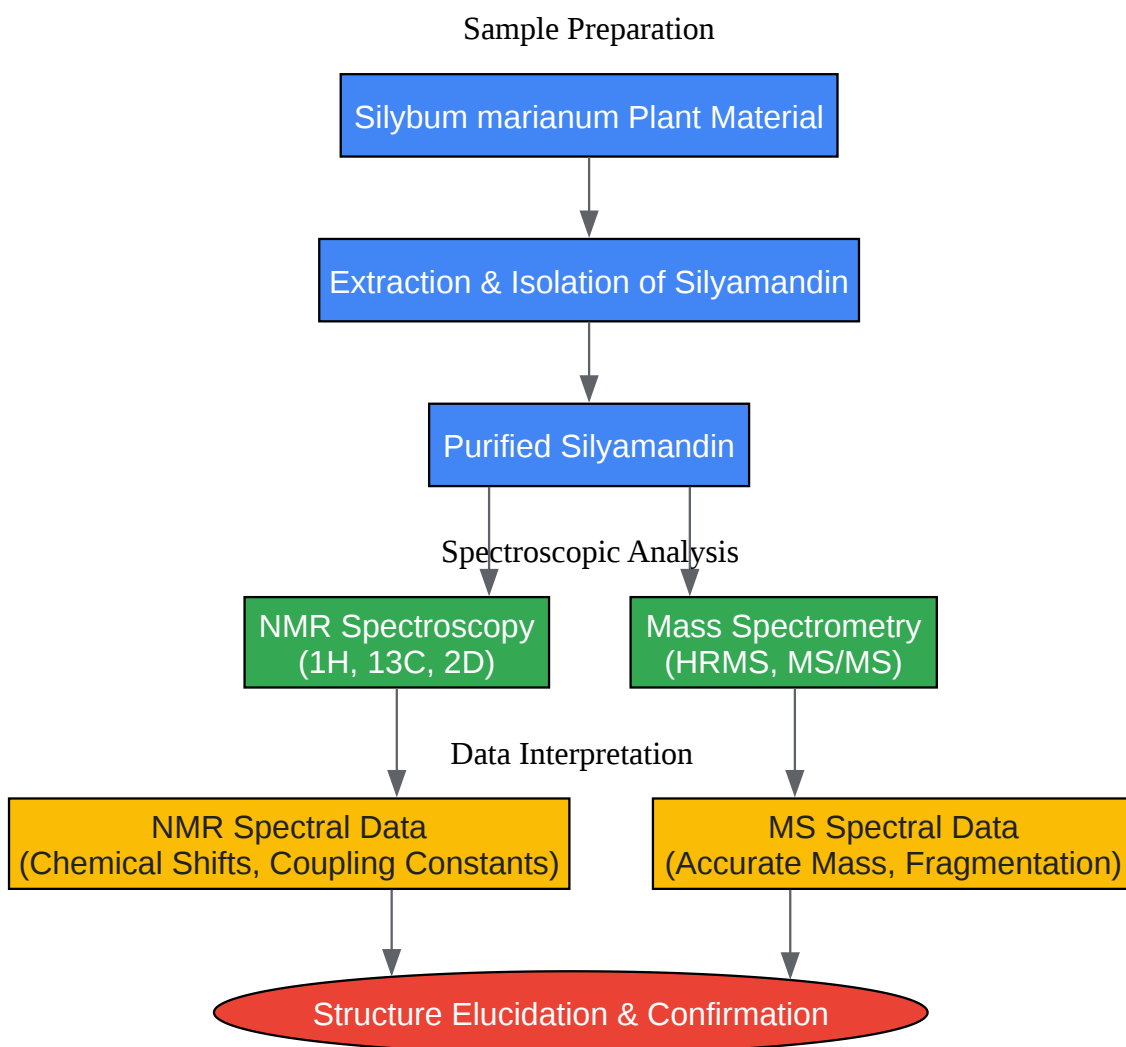 Sample Preparation
Silybum marianum Plant Material
Extraction & Isolation of Silyamandin
Purified Silyamandin
Spectroscopic Analysis
NMR Spectroscopy
(1H, 13C, 2D)
Mass Spectrometry
(HRMS, MS/MS)
Data Interpretation
NMR Spectral Data
(Chemical Shifts, Coupling Constants)
MS Spectral Data
(Accurate Mass, Fragmentation)
Structure Elucidation & Confirmation